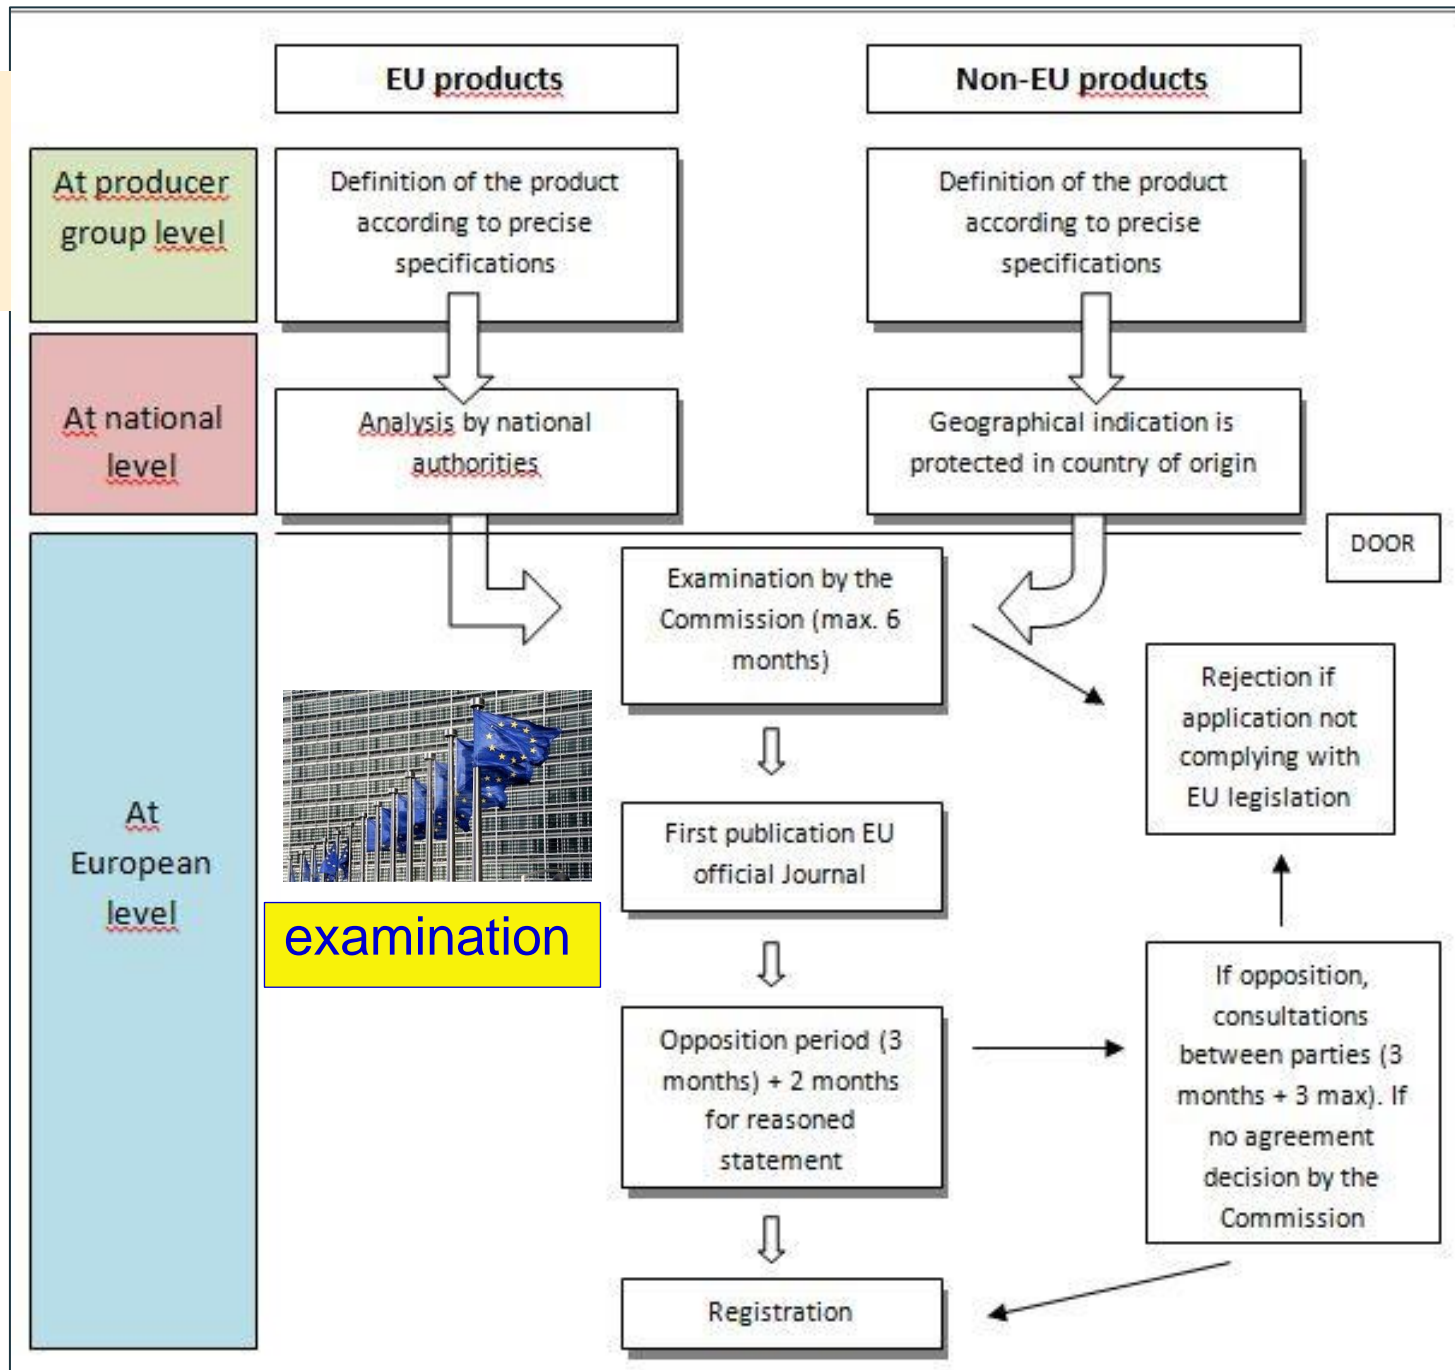 EU products
Non-EU products
At producer
group level
Definition of the product
according to precise
specifications
Definition of the product
according to precise
specifications
At national
level
Analysis by national
authorities
Geographical indication is
protected in country of origin
DOOR
At
European
level
Examination by the
Commission (max. 6
months)
Rejection if
application not
complying with
EU legislation
First publication EU
official Journal
examination
Opposition period (3
months) + 2 months
for reasoned
statement
If opposition,
consultations
between parties (3
months + 3 max). If
no agreement
decision by the
Commission
Registration